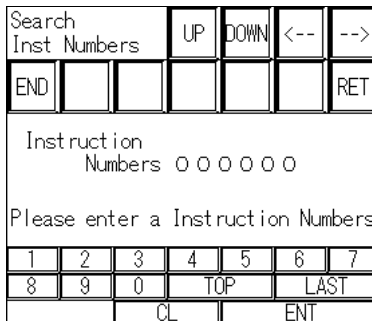 Search
Inst Numbers
UP DOWN <-- -->
END RET
Instruction
Numbers 000000
Please enter a Instruction Numbers
1 2 3 4 5 6 7
8 9 0 TOP LAST
CL ENT